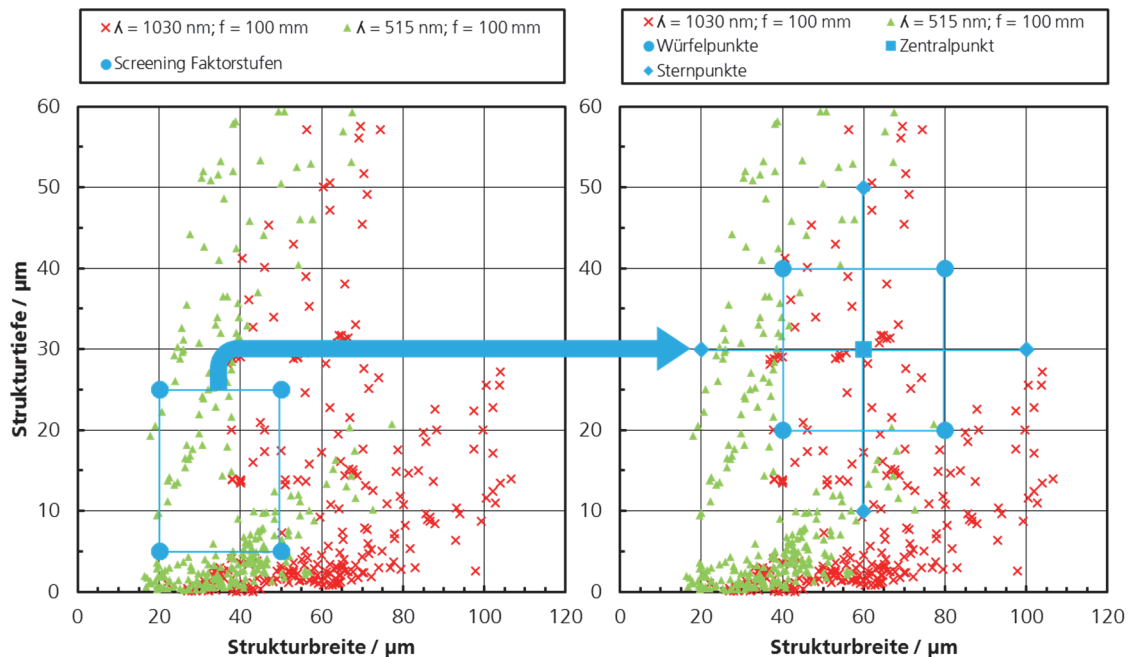 ʎ = 1030 nm; f = 100 mm
ʎ = 515 nm; f = 100 mm
Screening Faktorstufen
ʎ = 1030 nm; f = 100 mm
ʎ = 515 nm; f = 100 mm
Würfelpunkte
Zentralpunkt
Sternpunkte
Strukturtiefe / µm
60
50
40
30
20
10
0
0
20
40
60
80
100
120
Strukturbreite / µm
60
50
40
30
20
10
0
0
20
40
60
80
100
120
Strukturbreite / µm